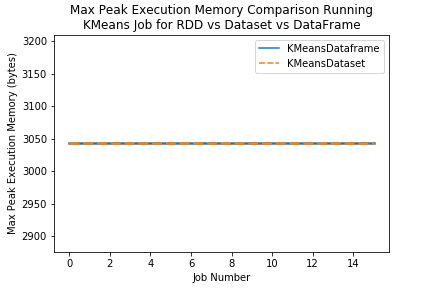 Max Peak Execution Memory Comparison Running
KMeans Job for RDD vs Dataset vs DataFrame
KMeansDataframe
KMeansDataset
Max Peak Execution Memory (bytes)
3200
3150
3100
3050
3000
2950
2900
0 2 4 6 8 10 12 14
Job Number